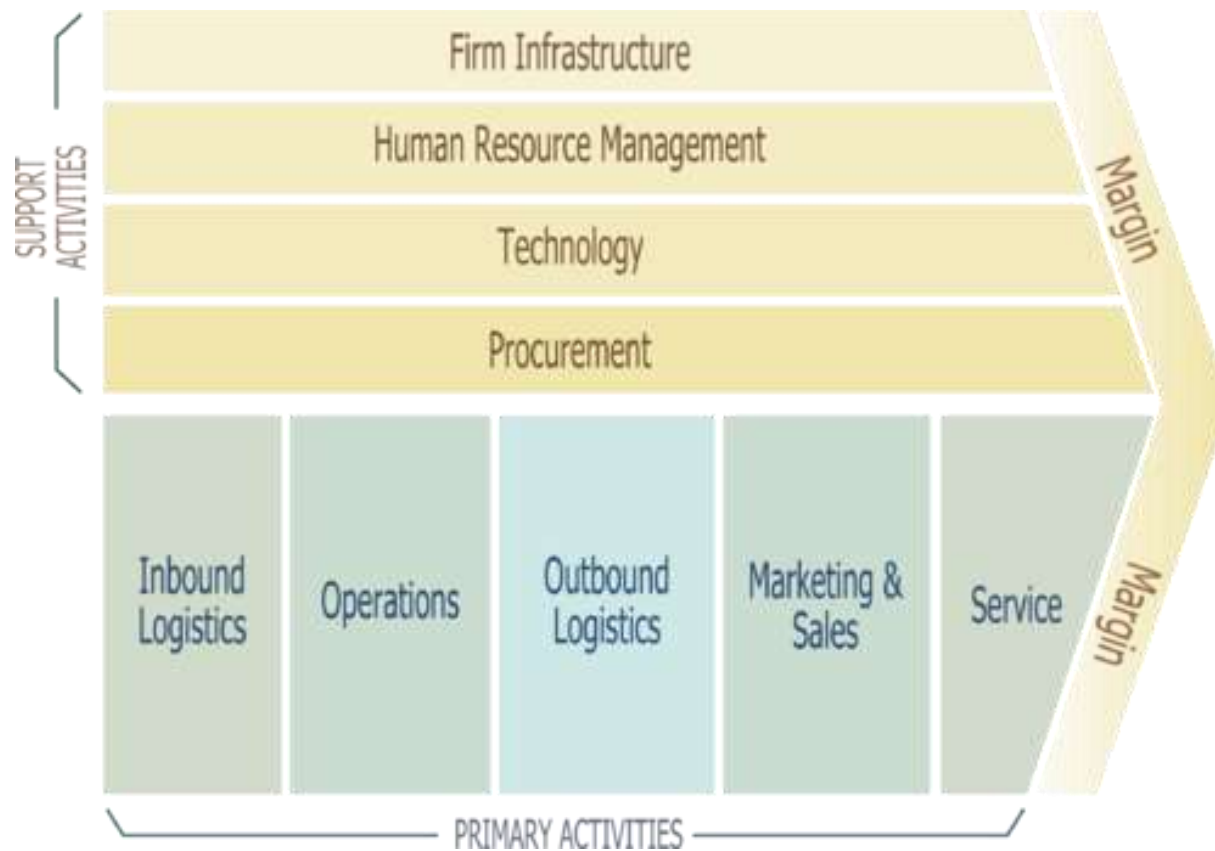 Firm Infrastructure
Human Resource Management
Technology
Procurement
SUPPORT
ACTIVITIES
Margin
Inbound
Logistics
Operations
Outbound
Logistics
Marketing &
Sales
Service
Margin
PRIMARY ACTIVITIES